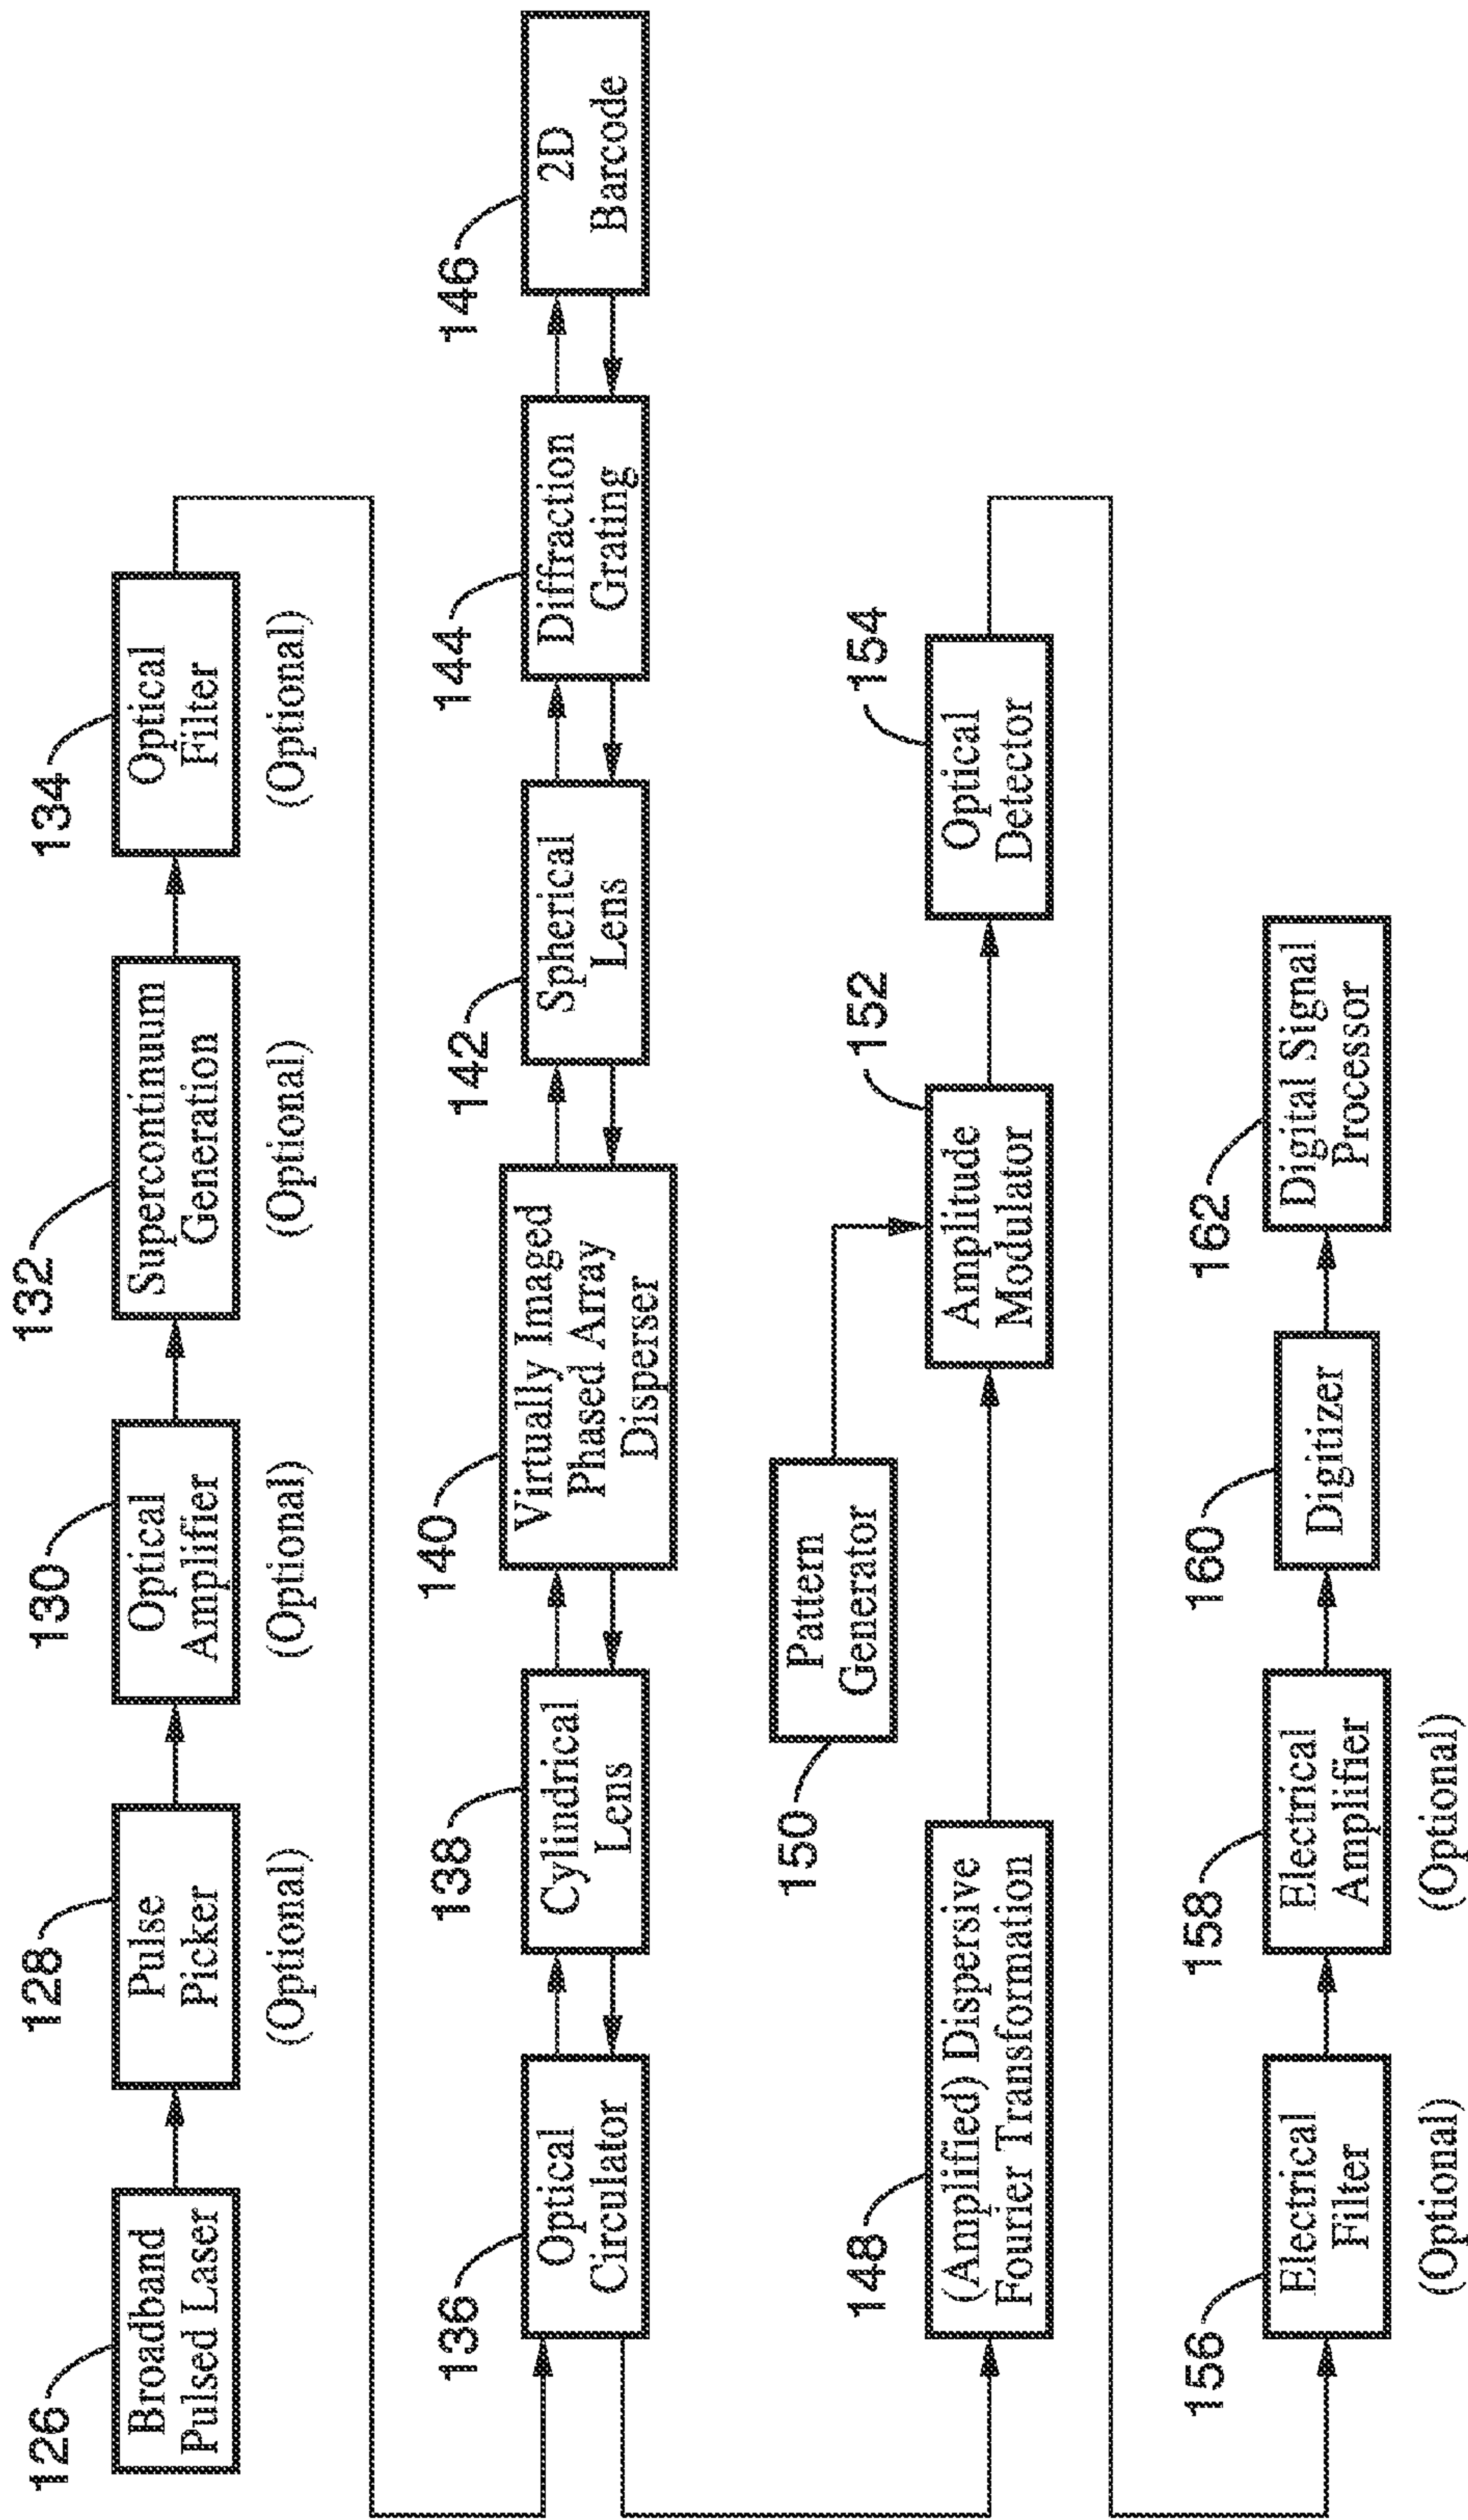 126
Broadband
Pulsed Laser
128
Pulse
Picker
(Optional)
130
Optical
Amplifier
(Optional)
132
Supercontinuum
Generation
(Optional)
134
Optical
Filter
(Optional)
136
Optical
Circulator
138
Cylindrical
Lens
140
Virtually Imaged
Phased Array
Disperser
142
Spherical
Lens
144
Diffraction
Grating
146
2D
Barcode
148
(Amplified) Dispersive
Fourier Transformation
150
Pattern
Generator
152
Amplitude
Modulator
154
Optical
Detector
156
Electrical
Filter
(Optional)
158
Electrical
Amplifier
(Optional)
160
Digitizer
162
Digital Signal
Processor